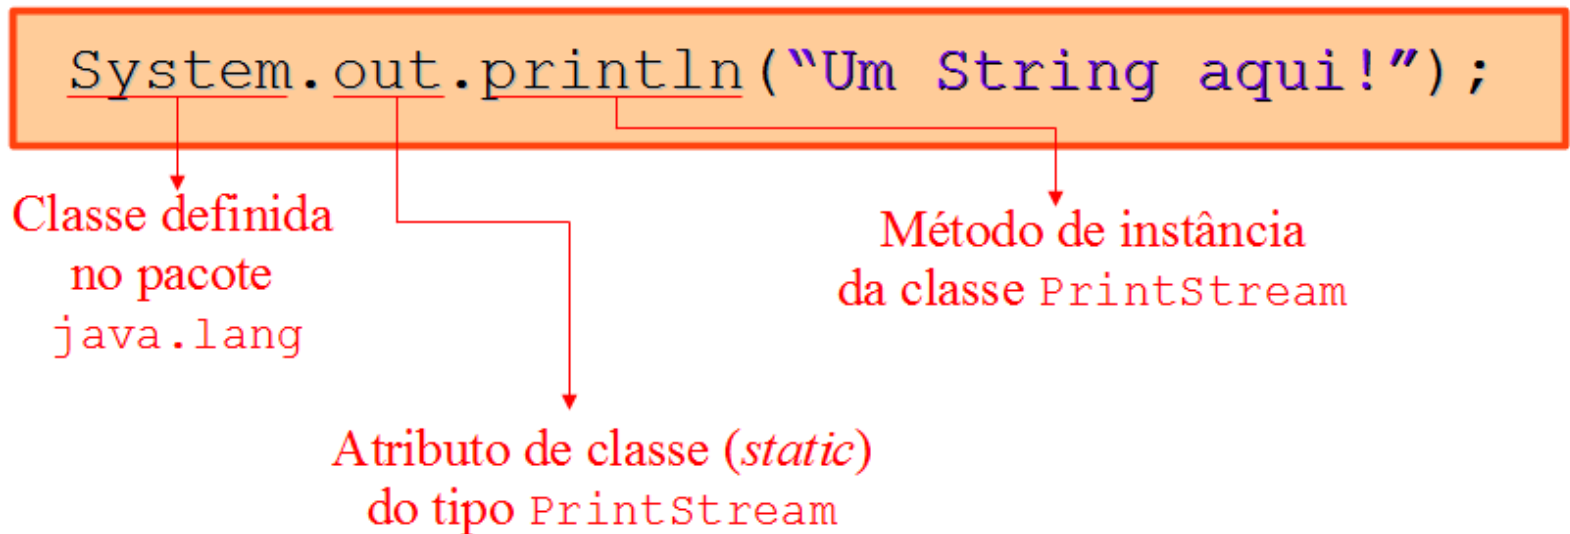 System.out.println(“Um String aqui!”);
Classe definida
no pacote
java.lang
Método de instância
da classe PrintStream
Atributo de classe (static)
do tipo PrintStream